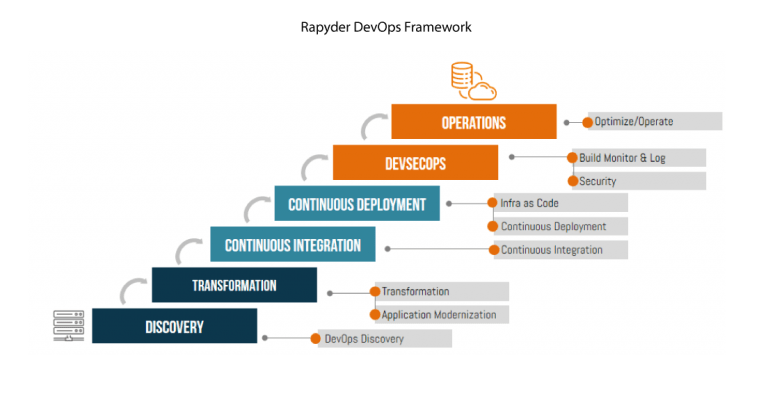 Rapyder DevOps Framework
OPERATIONS
Optimize/Operate
DEVSECOPS
Build Monitor & Log
Security
CONTINUOUS DEPLOYMENT
Infra as Code
Continuous Deployment
CONTINUOUS INTEGRATION
Continuous Integration
TRANSFORMATION
Transformation
Application Modernization
DISCOVERY
DevOps Discovery